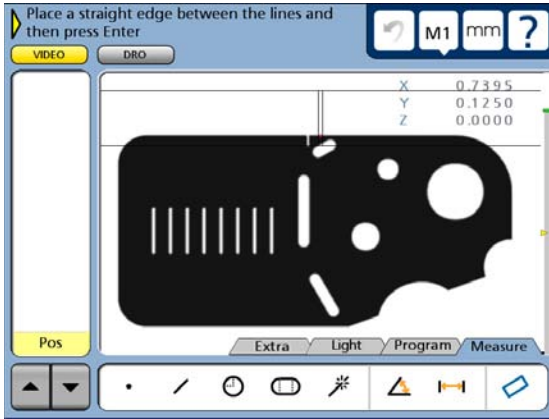 Place a straight edge between the lines and
then press Enter
M1
mm
?
VIDEO
DRO
X 0.7395
Y 0.1250
Z 0.0000
Pos
Extra
Light
Program
Measure